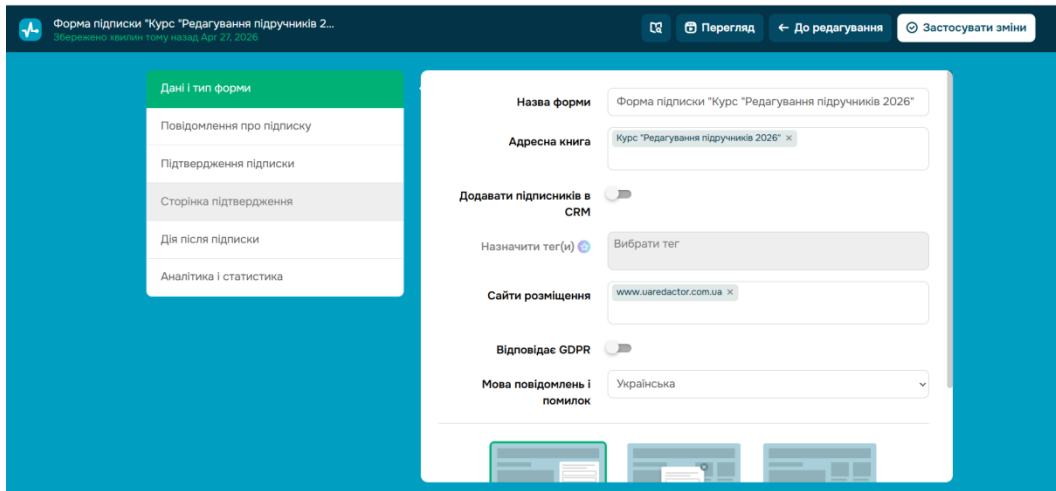 Форма підписки "Курс "Редагування підручників 2...
Збережено хвилин тому назад Apr 27, 2026
Перегляд
← До редагування
Застосувати зміни
Дані і тип форми
Повідомлення про підписку
Підтвердження підписки
Сторінка підтвердження
Дія після підписки
Аналітика і статистика
Назва форми
Форма підписки "Курс "Редагування підручників 2026"
Адресна книга
Курс "Редагування підручників 2026" ×
Додавати підписників в
CRM
Назначити тег(и)
Вибрати тег
Сайти розміщення
www.uaredactor.com.ua ×
Відповідає GDPR
Мова повідомлень і
помилок
Українська